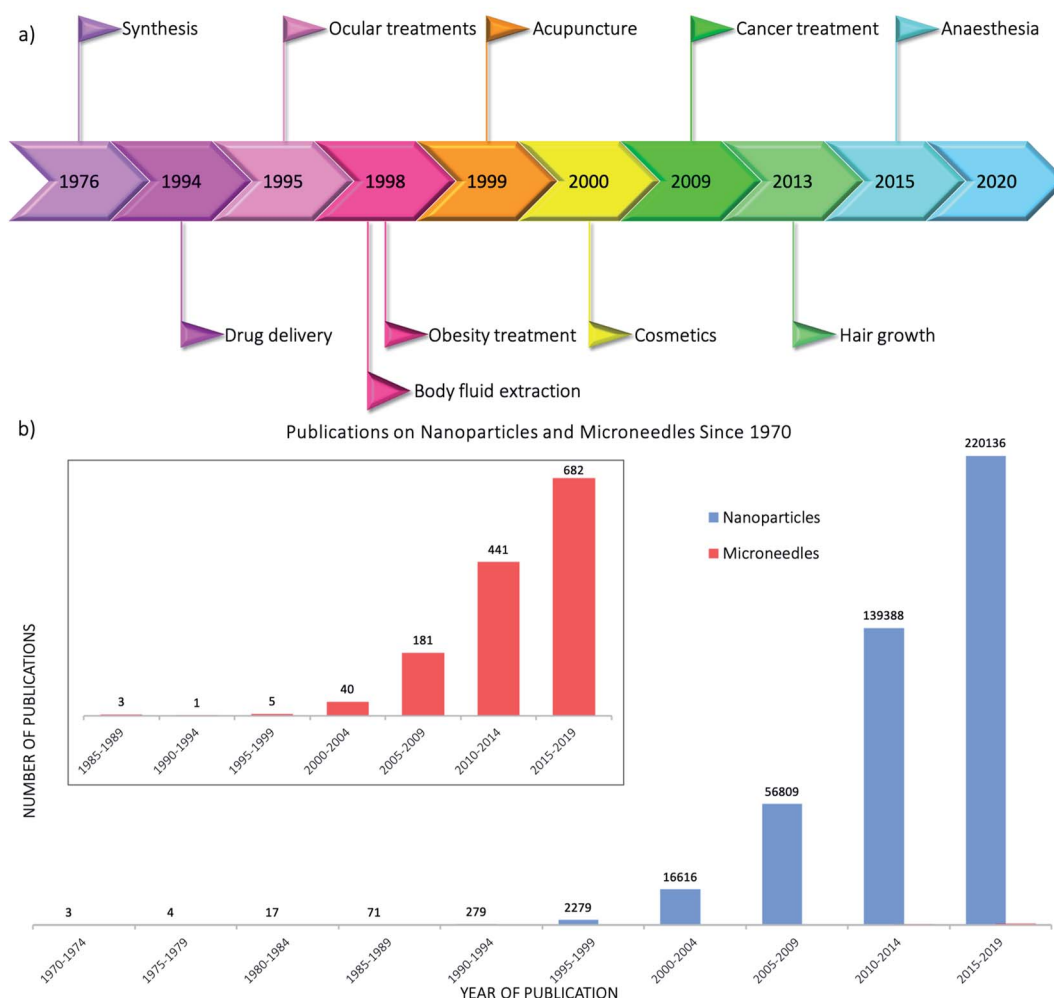 a)
Synthesis
Ocular treatments
Acupuncture
Cancer treatment
Anaesthesia
1976
1994
1995
1998
1999
2000
2009
2013
2015
2020
Drug delivery
Obesity treatment
Cosmetics
Hair growth
Body fluid extraction
b)
Publications on Nanoparticles and Microneedles Since 1970
NUMBER OF PUBLICATIONS
3
1
5
40
181
441
682
1985-1989
1990-1994
1995-1999
2000-2004
2005-2009
2010-2014
2015-2019
Nanoparticles
Microneedles
3
4
17
71
279
2279
16616
56809
139388
220136
1970-1974
1975-1979
1980-1984
1985-1989
1990-1994
1995-1999
2000-2004
2005-2009
2010-2014
2015-2019
YEAR OF PUBLICATION